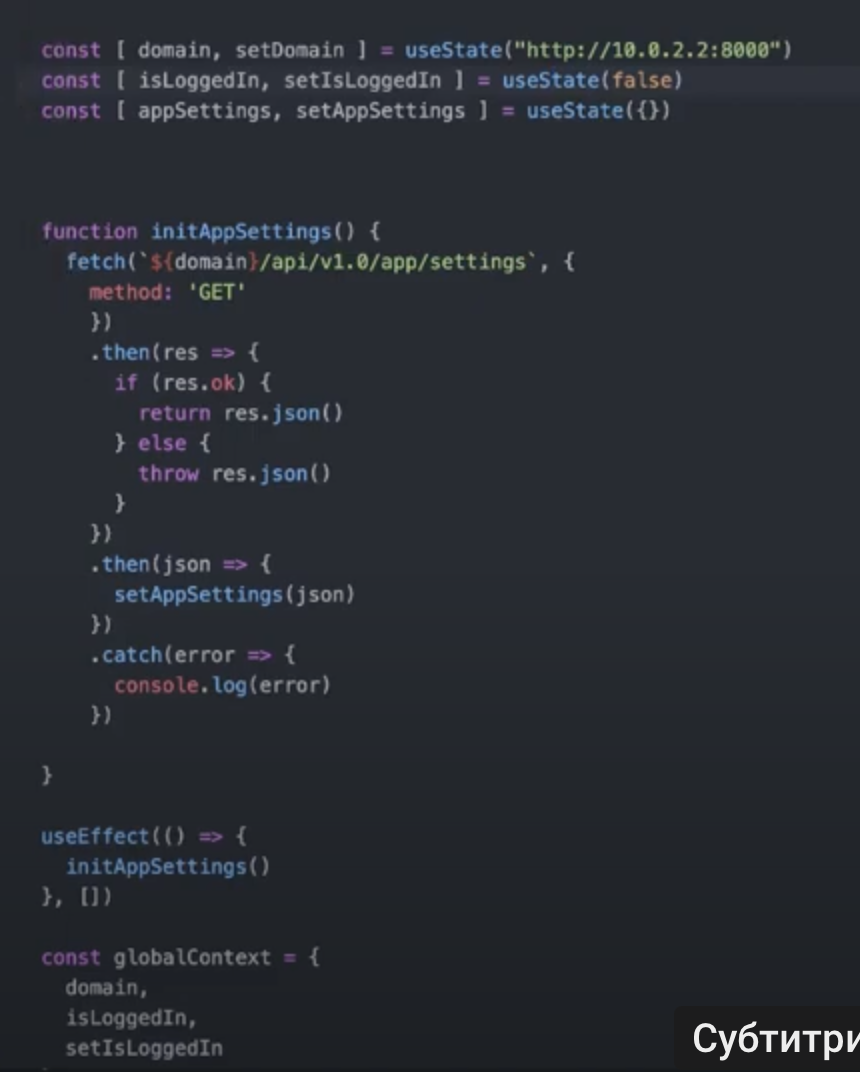 const [ domain, setDomain ] = useState("http://10.0.2.2:8000")
const [ isLoggedIn, setIsLoggedIn ] = useState(false)
const [ appSettings, setAppSettings ] = useState({})
function initAppSettings() {
  fetch(`${domain}/api/v1.0/app/settings`, {
    method: 'GET'
    })
    .then(res => {
      if (res.ok) {
        return res.json()
      } else {
        throw res.json()
      }
    })
    .then(json => {
      setAppSettings(json)
    })
    .catch(error => {
      console.log(error)
    })
}
useEffect(() => {
  initAppSettings()
}, [])
const globalContext = {
  domain,
  isLoggedIn,
  setIsLoggedIn
Субтитри